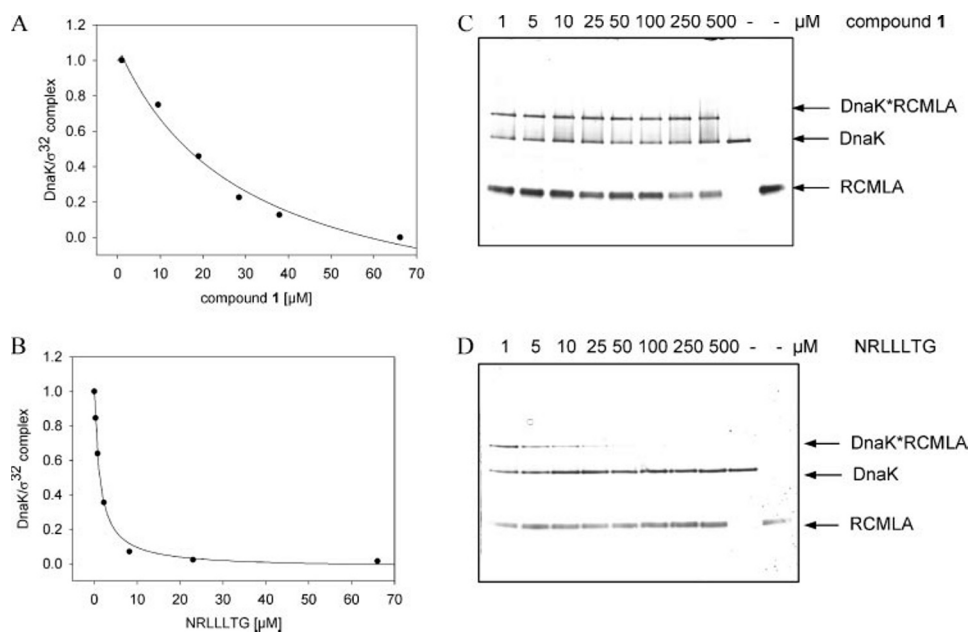 A
DnaK/σ32 complex
1.2
1.0
0.8
0.6
0.4
0.2
0.0
0 10 20 30 40 50 60 70
compound 1 [µM]
B
DnaK/σ32 complex
1.2
1.0
0.8
0.6
0.4
0.2
0.0
0 10 20 30 40 50 60 70
NRLLLTG [µM]
C
1 5 10 25 50 100 250 500 - - µM compound 1
DnaK*RCMLA
DnaK
RCMLA
D
1 5 10 25 50 100 250 500 - - µM NRLLLTG
DnaK*RCMLA
DnaK
RCMLA